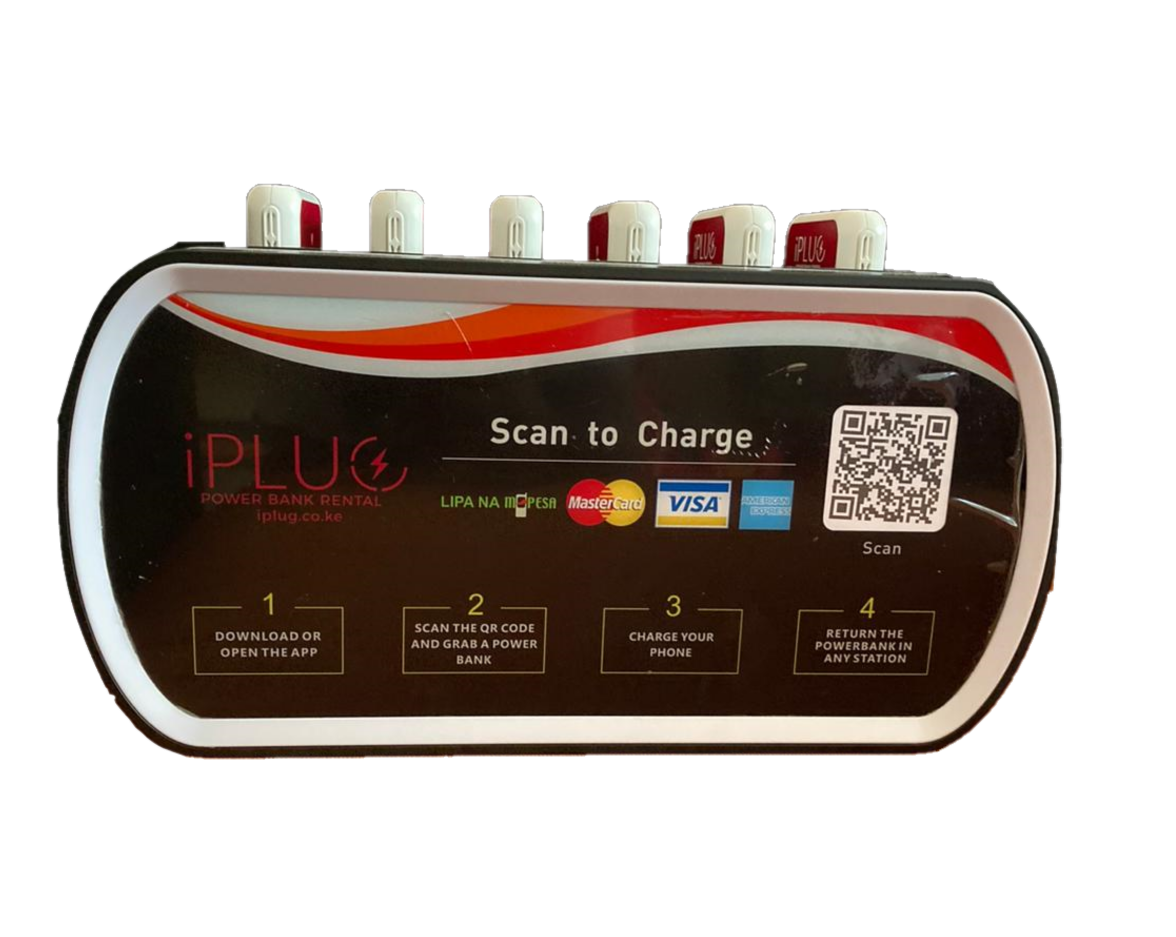 iPLUG
iPLUG
iPLUG
POWER BANK RENTAL
iplug.co.ke
Scan to Charge
LIPA NA M-PESA
MasterCard
VISA
AMERICAN
EXPRESS
Scan
1
DOWNLOAD OR
OPEN THE APP
2
SCAN THE QR CODE
AND GRAB A POWER
BANK
3
CHARGE YOUR
PHONE
4
RETURN THE
POWERBANK IN
ANY STATION